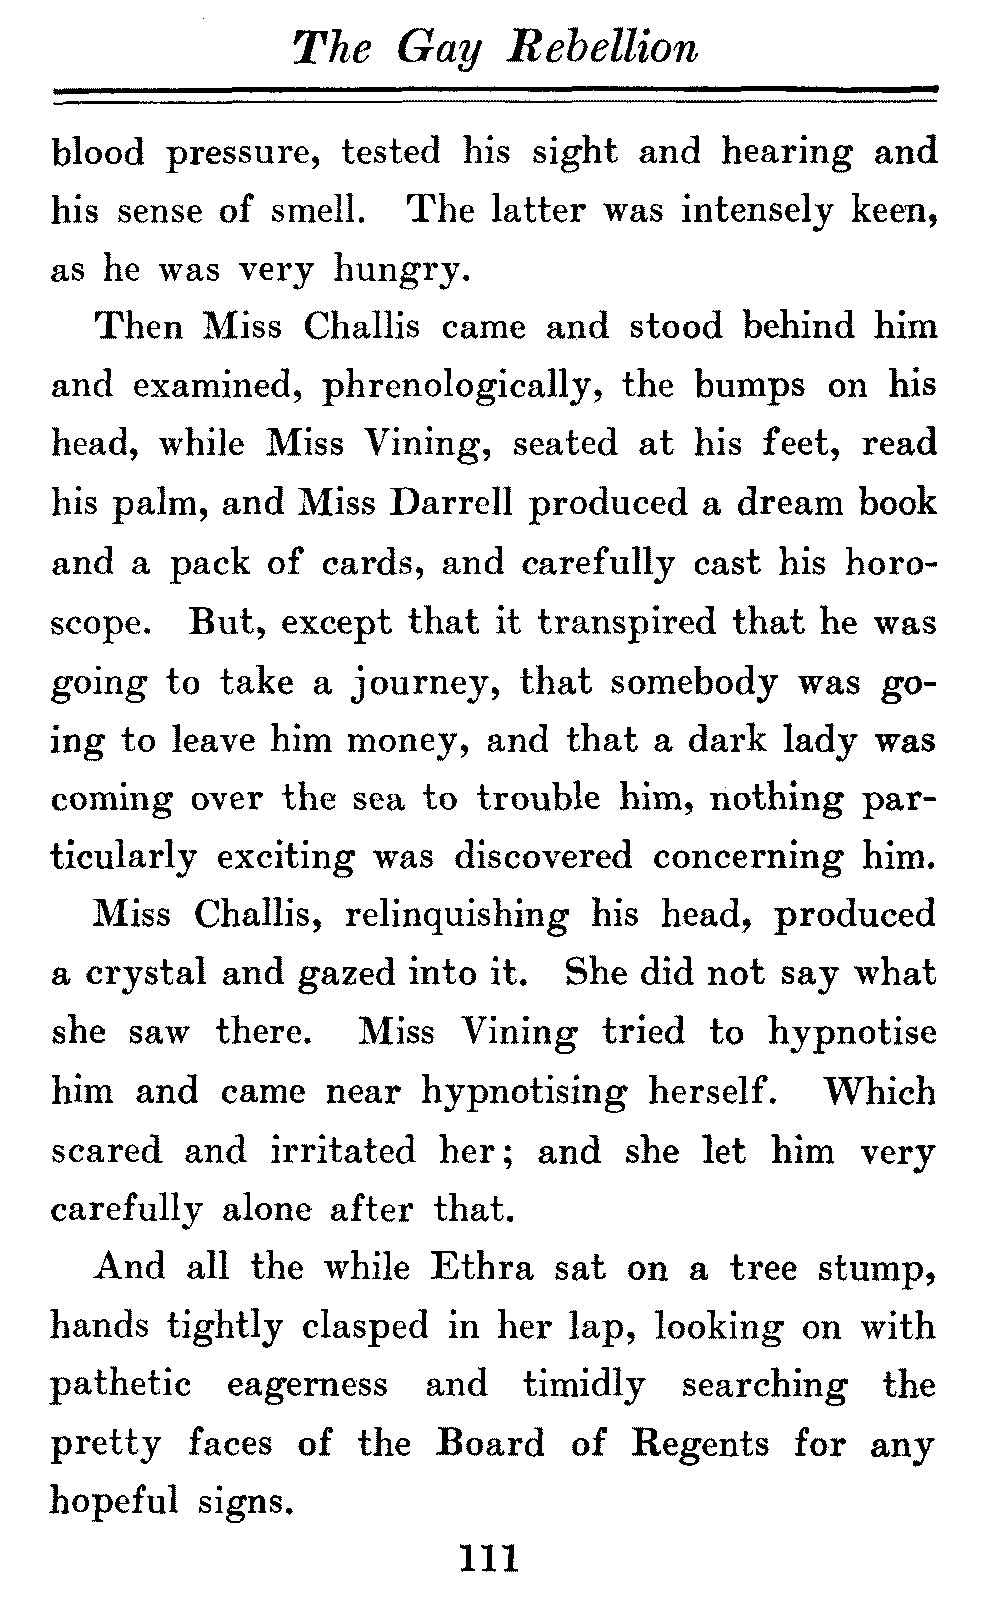 The Gay Rebellion
blood pressure, tested his sight and hearing and
his sense of smell. The latter was intensely keen,
as he was very hungry.
Then Miss Challis came and stood behind him
and examined, phrenologically, the bumps on his
head, while Miss Vining, seated at his feet, read
his palm, and Miss Darrell produced a dream book
and a pack of cards, and carefully cast his horo-
scope. But, except that it transpired that he was
going to take a journey, that somebody was go-
ing to leave him money, and that a dark lady was
coming over the sea to trouble him, nothing par-
ticularly exciting was discovered concerning him.
Miss Challis, relinquishing his head, produced
a crystal and gazed into it. She did not say what
she saw there. Miss Vining tried to hypnotise
him and came near hypnotising herself. Which
scared and irritated her; and she let him very
carefully alone after that.
And all the while Ethra sat on a tree stump,
hands tightly clasped in her lap, looking on with
pathetic eagerness and timidly searching the
pretty faces of the Board of Regents for any
hopeful signs.
111